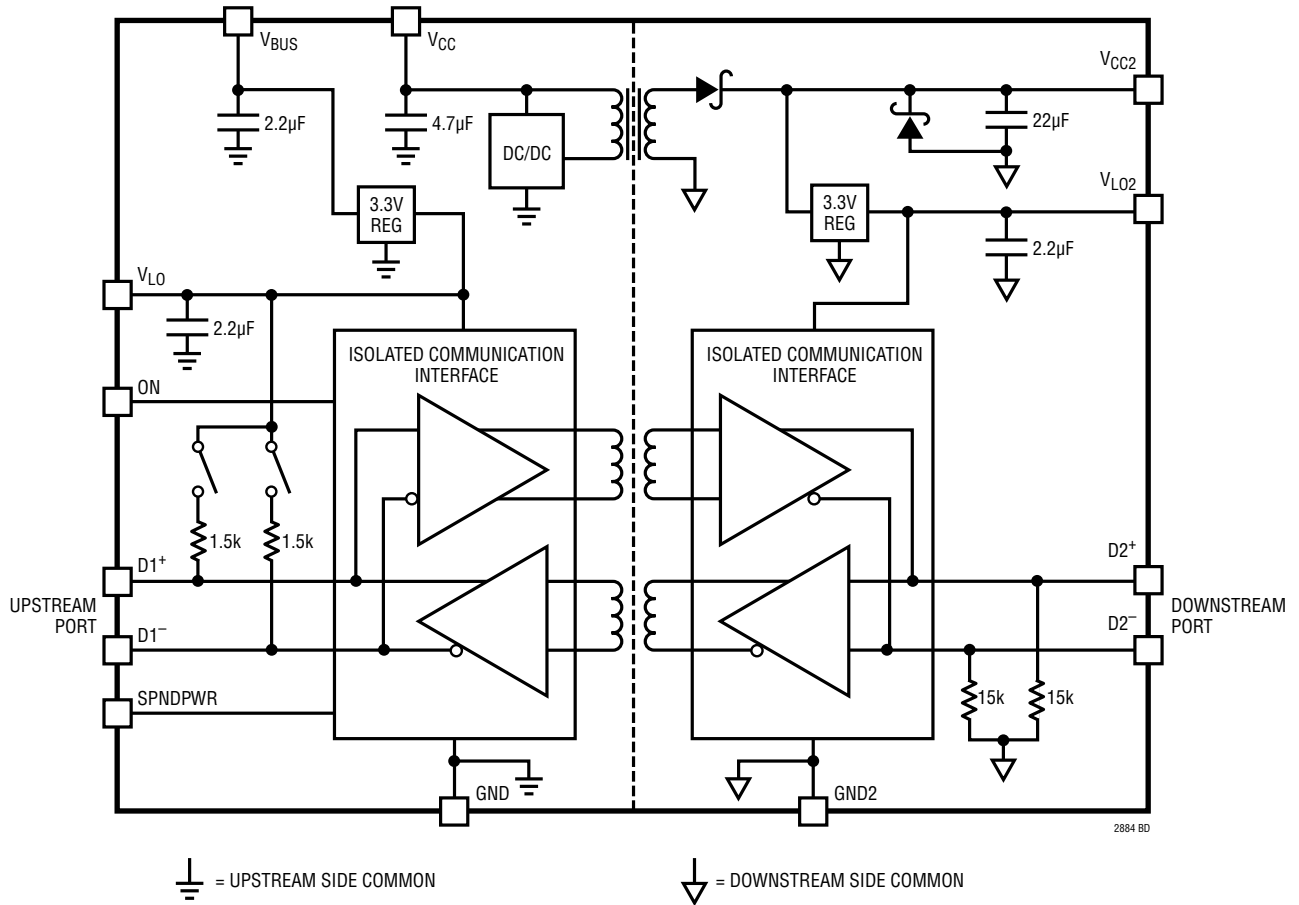 VBUS
VCC
VCC2
2.2µF
4.7µF
DC/DC
22µF
3.3V
REG
3.3V
REG
VLO2
2.2µF
VLO
2.2µF
ISOLATED COMMUNICATION
INTERFACE
ISOLATED COMMUNICATION
INTERFACE
ON
1.5k
1.5k
D1+
D2+
UPSTREAM
PORT
DOWNSTREAM
PORT
D1−
D2−
SPNDPWR
15k
15k
GND
GND2
2884 BD
= UPSTREAM SIDE COMMON
= DOWNSTREAM SIDE COMMON